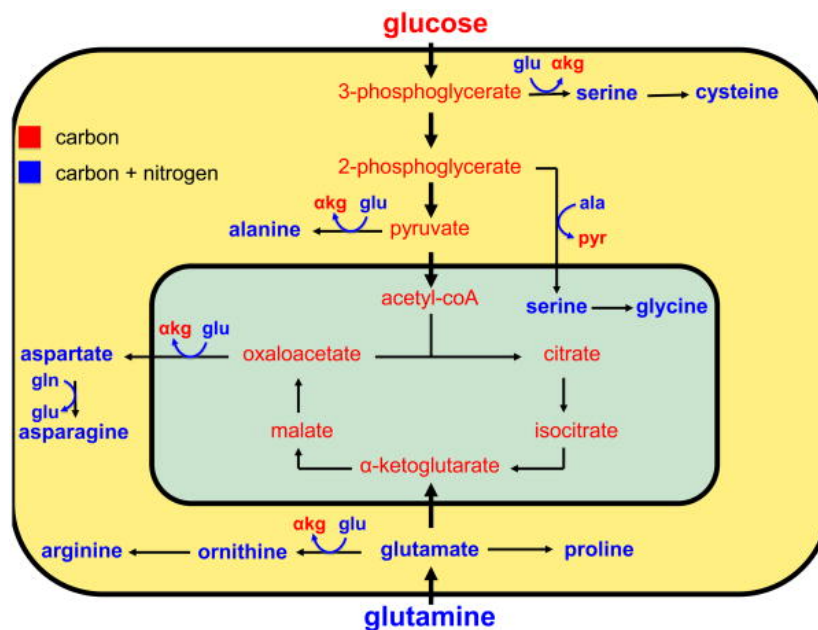 glucose
glu αkg
3-phosphoglycerate serine cysteine
carbon
carbon + nitrogen
2-phosphoglycerate
αkg glu ala
alanine pyruvate pyr
acetyl-coA
serine glycine
αkg glu
aspartate oxaloacetate citrate
gln
glu
asparagine malate isocitrate
α-ketoglutarate
αkg glu
arginine ornithine glutamate proline
glutamine